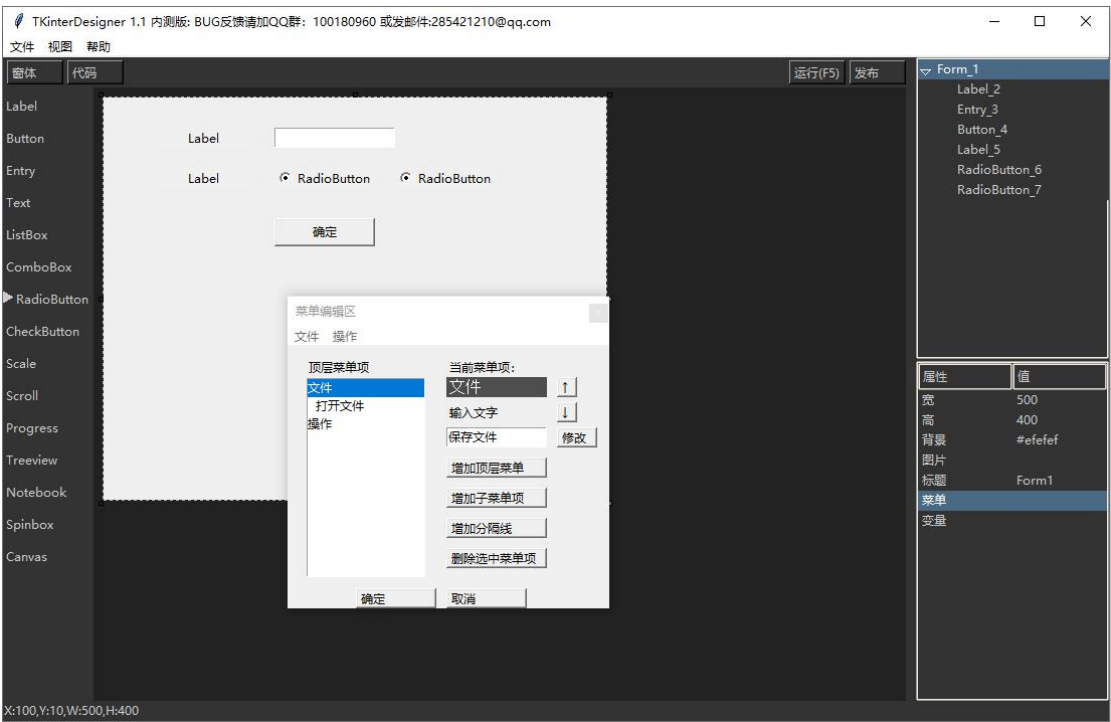 TKinterDesigner 1.1 内测版: BUG反馈请加QQ群：100180960 或发邮件:285421210@qq.com
文件 视图 帮助
窗体 代码 运行(F5) 发布
Label
Button
Entry
Text
ListBox
ComboBox
RadioButton
CheckButton
Scale
Scroll
Progress
Treeview
Notebook
Spinbox
Canvas
Label
Label RadioButton RadioButton
确定
菜单编辑区
文件 操作
顶层菜单项
文件
打开文件
操作
当前菜单项:
文件 ↑
输入文字 ↓
保存文件 修改
增加顶层菜单
增加子菜单项
增加分隔线
删除选中菜单项
确定 取消
Form_1
Label_2
Entry_3
Button_4
Label_5
RadioButton_6
RadioButton_7
属性 值
宽 500
高 400
背景 #efefef
图片
标题 Form1
菜单
变量
X:100,Y:10,W:500,H:400